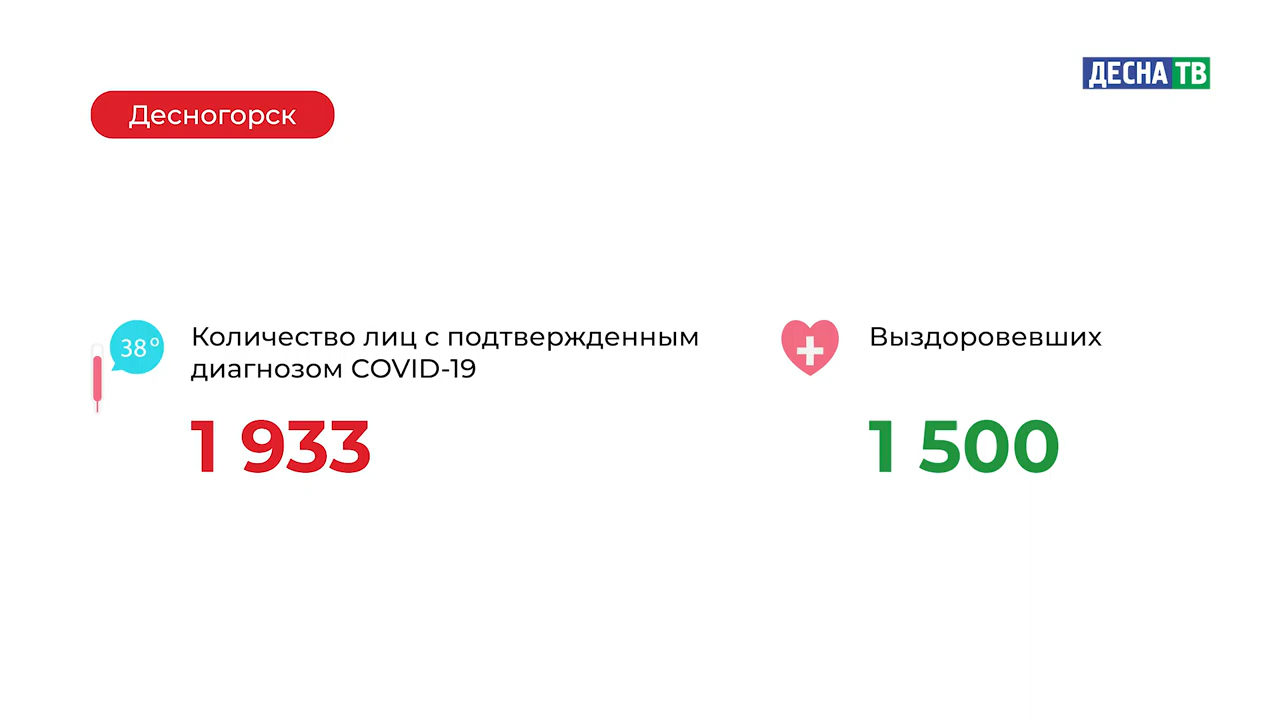 ДЕСНА ТВ
Десногорск
38°
Количество лиц с подтвержденным
диагнозом COVID-19
1 933
Выздоровевших
1 500